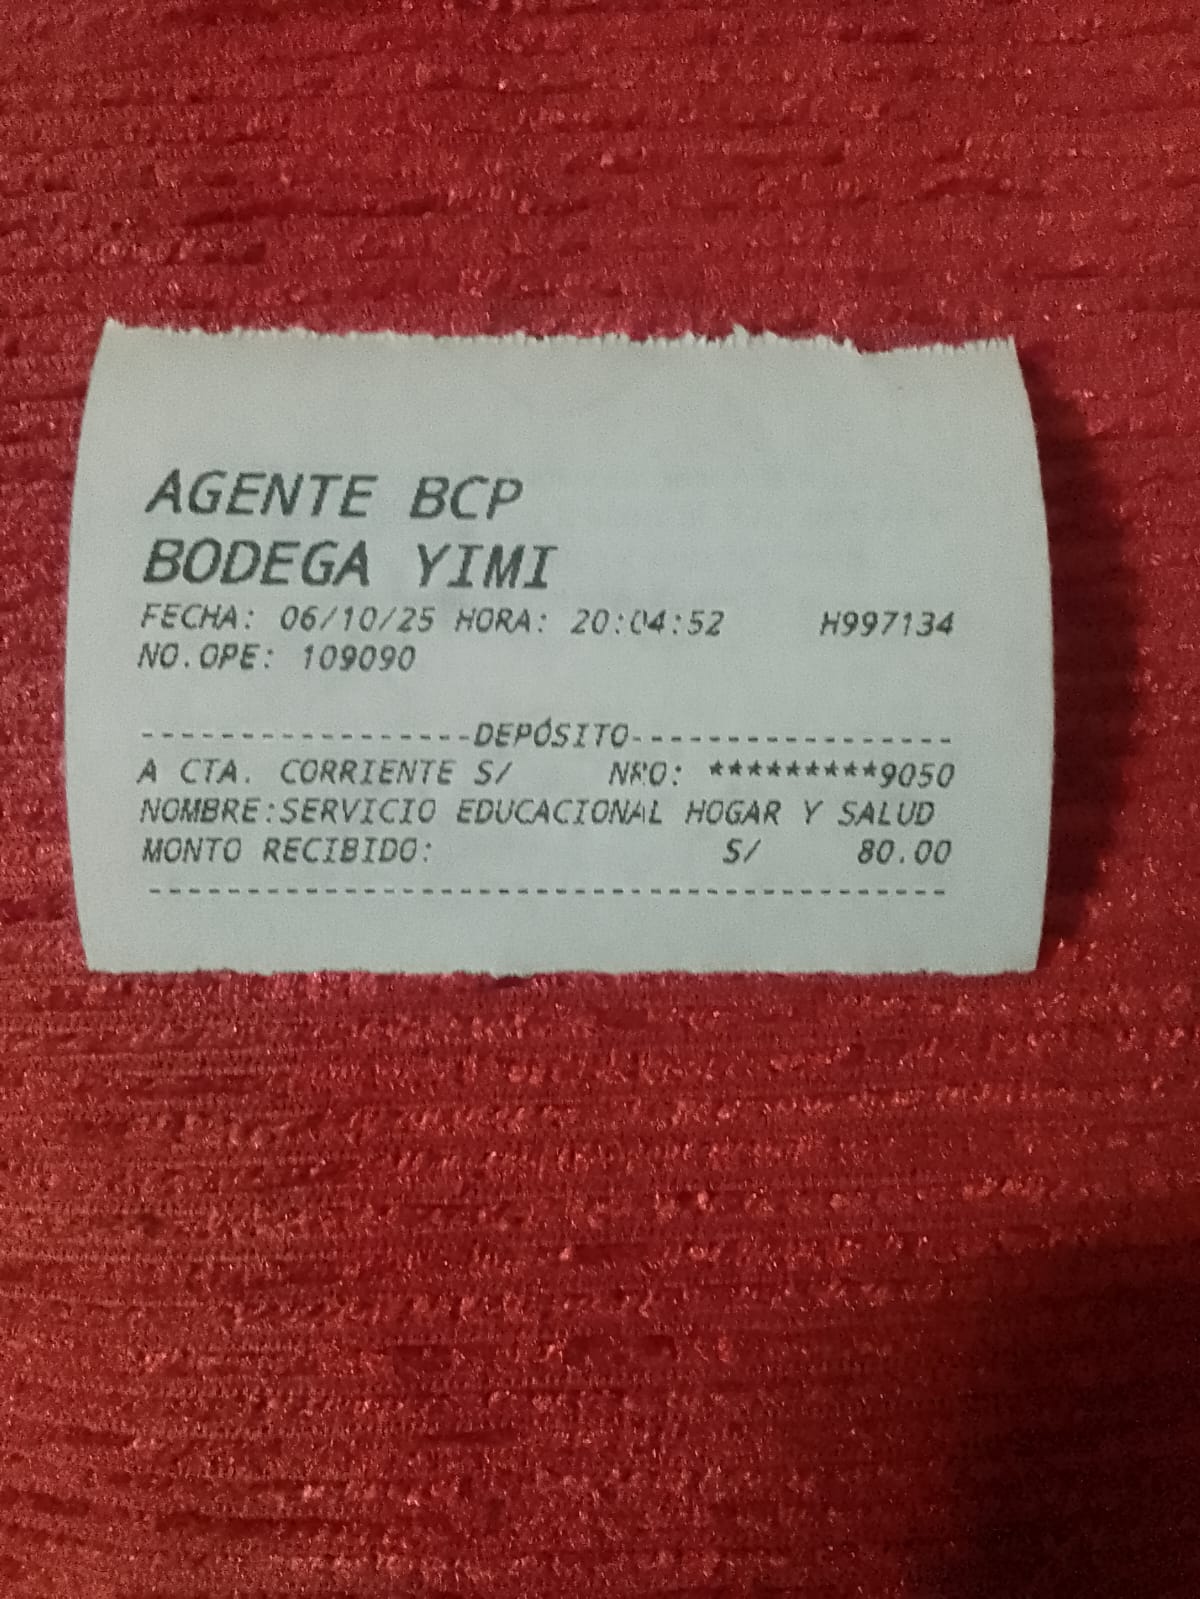 AGENTE BCP
BODEGA YIMI
FECHA: 06/10/25 HORA: 20:04:52 H997134
NO.OPE: 109090
-----------------DEPÓSITO-----------------
A CTA. CORRIENTE S/ NRO: *********9050
NOMBRE:SERVICIO EDUCACIONAL HOGAR Y SALUD
MONTO RECIBIDO: S/ 80.00
------------------------------------------